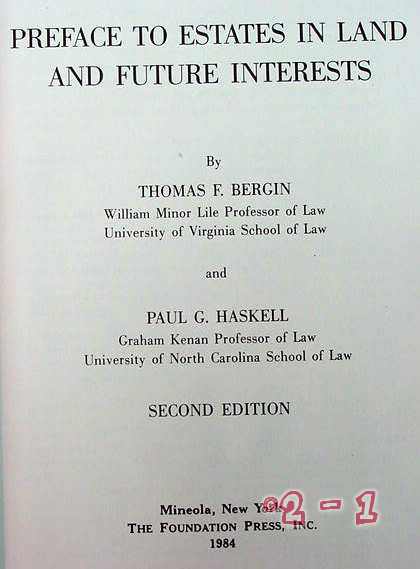 PREFACE TO ESTATES IN LAND
AND FUTURE INTERESTS
By
THOMAS F. BERGIN
William Minor Lile Professor of Law
University of Virginia School of Law
and
PAUL G. HASKELL
Graham Kenan Professor of Law
University of North Carolina School of Law
SECOND EDITION
Mineola, New York
THE FOUNDATION PRESS, INC.
1984
©2-1